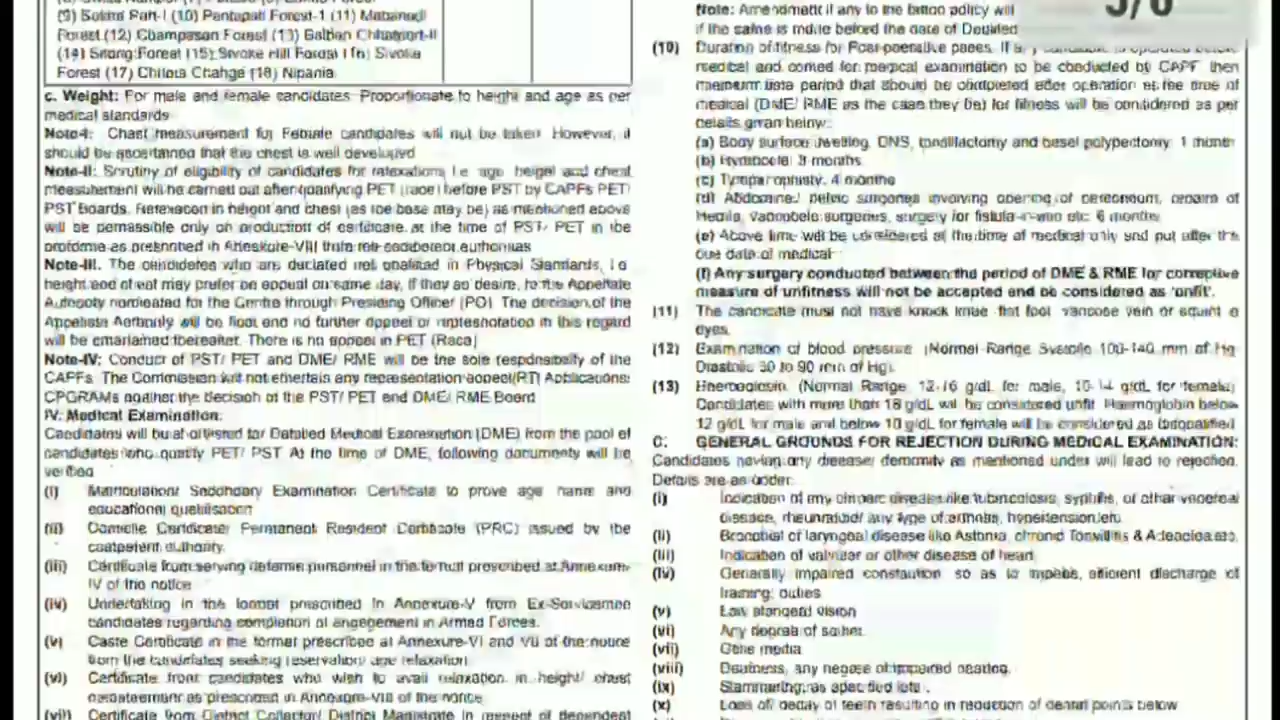 (9) Sukna Part-I (10) Pantapati Forest-1 (11) Mahanadi
Forest (12) Champasari Forest (13) Salbari Chhatpart-II
(14) Sitong Forest (15) Sivoke Hill Forest (16) Sivoke
Forest (17) Chhota Chenga (18) Nipania.
c. Weight: For male and female candidates: Proportionate to height and age as per
medical standards
Note-I: Chest measurement for Female candidates will not be taken. However, it
should be ascertained that the chest is well developed
Note-II: Scrutiny of eligibility of candidates for relaxations, i.e. age, height and chest
measurement will be carried out after qualifying PET (race) before PST by CAPFs PET/
PST Boards. Relaxation in height and chest (as the case may be) as mentioned above
will be permissible only on production of certificate at the time of PST/ PET in the
proforma as presented in Annexure-VIII from
Note-III. The candidates who are declared not qualified in Physical Standards, i.e.
height and chest may prefer an appeal on same day, if they so desire, to the Appellate
Authority nominated for the Centre through Presiding Officer (PO). The decision of the
Appellate Authority will be final and no further appeal or representation in this regard
will be entertained thereafter. There is no appeal in PET (Race)
Note-IV: Conduct of PST/ PET and DME/ RME will be the sole responsibility of the
CAPFs. The Commission will not entertain any representation appeal/RTI Applications/
CPGRAMs against the decision of the PST/ PET and DME/ RME Board
IV. Medical Examination:
Candidates will be for Detailed Medical Examination (DME) from the pool of
candidates who qualify PET/ PST. At the time of DME, following documents will be
verified
(i) Matriculation/ Secondary Examination Certificate to prove age name and
educational qualification
(ii) Domicile Certificate/ Permanent Resident Certificate (PRC) issued by the
competent authority.
(iii) Certificate from serving defence personnel in the format prescribed at Annexure-
IV of the notice
(iv) Undertaking in the format prescribed in Annexure-V from Ex-Servicemen
candidates regarding completion of engagement in Armed Forces.
(v) Caste Certificate in the format prescribed at Annexure-VI and VII of the notice
from the candidates seeking reservation/ age relaxation.
(vi) Certificate from candidates who wish to avail relaxation in height/ chest
measurement as prescribed in Annexure-VIII of the notice.
(vii) Certificate from District Collector/ District Magistrate in respect of dependent
5/6
Note: Amendment if any to the tattoo policy will
if the same is made before the date of Detailed
(10) Duration of fitness for Post-operative cases. If any candidate is operated before
medical and comes for medical examination to be conducted by CAPF then
minimum period that should be completed after operation at the time of
medical (DME/ RME as the case may be) for fitness will be considered as per
details given below:
(a) Body surface swelling, DNS, tonsillectomy and nasal polypectomy: 1 month
(b) Hydrocele: 3 months
(c) Tympanoplasty: 4 months
(d) Abdominal/ pelvic surgeries involving opening of peritoneum, repairs of
Hernia, surgeries, surgery for fistula-in-ano etc: 6 months.
(e) Above time will be considered at the time of medical only and not after the
due date of medical
(f) Any surgery conducted between the period of DME & RME for corrective
measure of unfitness will not be accepted and be considered as 'unfit'.
(11) The candidate must not have knock knee, flat foot, varicose vein or squint in
eyes.
(12) Examination of blood pressure: (Normal Range Systolic 100-140 mm of Hg
Diastolic 50 to 90 mm of Hg).
(13) Haemoglobin: (Normal Range: 12-16 g/dL for male, 10-14 g/dL for female)
Candidates with more than 18 g/dL will be considered unfit. Haemoglobin below
12 g/dL for male and below 10 g/dL for female will be considered as disqualified
C. GENERAL GROUNDS FOR REJECTION DURING MEDICAL EXAMINATION:
Candidates having any disease/ deformity as mentioned under will lead to rejection.
Details are as under:
(i) Indication of any chronic disease like tuberculosis, syphilis, or other venereal
disease, rheumatoid/ any type of arthritis, hypertension etc.
(ii) Bronchial or laryngeal disease like Asthma, chronic Tonsillitis & Adenoids etc.
(iii) Indication of valvular or other disease of heart.
(iv) Generally impaired constitution, so as to impede, efficient discharge of
training/ duties
(v) Low standard vision
(vi) Any degree of squint.
(vii) Otitis media
(viii) Deafness, any degree of impaired hearing.
(ix) Stammering, as specified later.
(x) Loss of/ decay of teeth resulting in reduction of dental points below